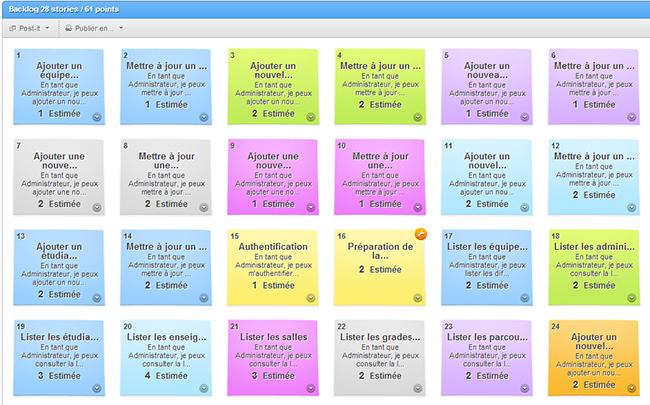 Backlog 28 stories / 61 points
Post-it Publier en...
1
Ajouter un
équipe...
En tant que
Administrateur, je peux
ajouter un nou...
1 Estimée
2
Mettre à jour un ...
En tant que
Administrateur, je peux
mettre à jour ...
1 Estimée
3
Ajouter un
nouvel...
En tant que
Administrateur, je peux
ajouter un nou...
2 Estimée
4
Mettre à jour un ...
En tant que
Administrateur, je peux
mettre à jour ...
2 Estimée
5
Ajouter un
nouvea...
En tant que
Administrateur, je peux
ajouter un nou...
1 Estimée
6
Mettre à jour un ...
En tant que
Administrateur, je peux
mettre à jour ...
1 Estimée
7
Ajouter une
nouve...
En tant que
Administrateur, je peux
ajouter une no...
2 Estimée
8
Mettre à jour
une...
En tant que
Administrateur, je peux
mettre à jour ...
2 Estimée
9
Ajouter une
nouve...
En tant que
Administrateur, je peux
ajouter une no...
1 Estimée
10
Mettre à jour
une...
En tant que
Administrateur, je peux
mettre à jour ...
1 Estimée
11
Ajouter un
nouvel...
En tant que
Administrateur, je peux
ajouter un nou...
2 Estimée
12
Mettre à jour un ...
En tant que
Administrateur, je peux
mettre à jour ...
2 Estimée
13
Ajouter un
étudia...
En tant que
Administrateur, je peux
ajouter un nou...
2 Estimée
14
Mettre à jour un ...
En tant que
Administrateur, je peux
mettre à jour ...
2 Estimée
15
Authentification
En tant que
Administrateur, je peux
m'authentifier...
1 Estimée
16
Préparation de
la...
2 Estimée
17
Lister les équipe...
En tant que
Administrateur, je peux
lister les dif...
2 Estimée
18
Lister les admini...
En tant que
Administrateur, je peux
consulter la l...
2 Estimée
19
Lister les étudia...
En tant que
Administrateur, je peux
consulter la l...
3 Estimée
20
Lister les enseig...
En tant que
Administrateur, je peux
consulter la l...
4 Estimée
21
Lister les salles
En tant que
Administrateur, je peux
consulter la l...
3 Estimée
22
Lister les grades...
En tant que
Administrateur, je peux
consulter la l...
2 Estimée
23
Lister les parcou...
En tant que
Administrateur, je peux
consulter la l...
2 Estimée
24
Ajouter un
nouvel...
En tant que
Administrateur, je peux
ajouter un nou...
2 Estimée